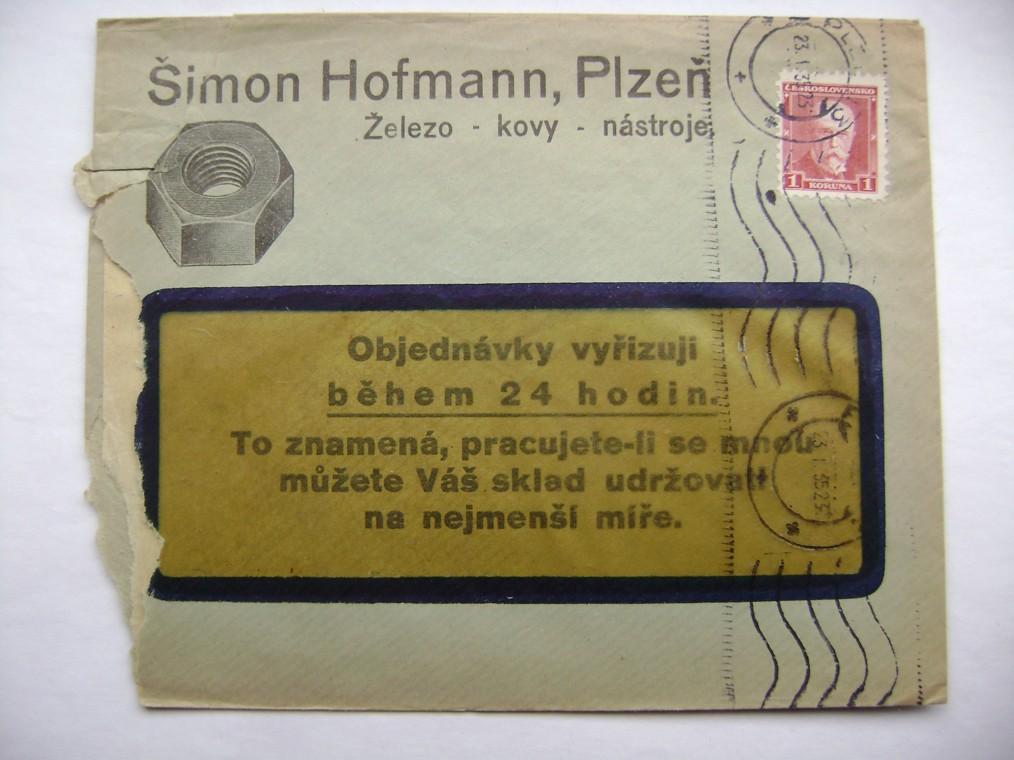 Šimon Hofmann, Plzeň
Železo - kovy - nástroje
ČESKOSLOVENSKO
1 KORUNA 1
Objednávky vyřizuji
během 24 hodin.
To znamená, pracujete-li se mnou
můžete Váš sklad udržovati
na nejmenší míře.